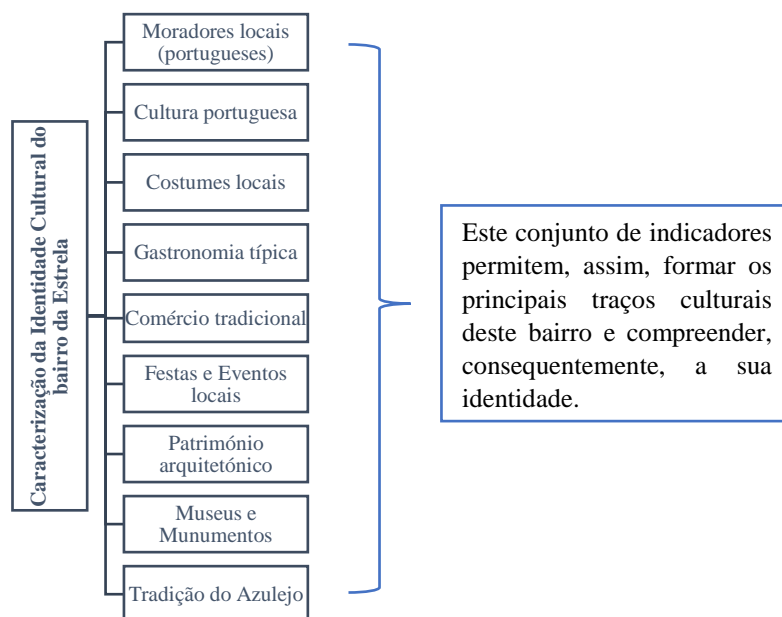 Caracterização da Identidade Cultural do
bairro da Estrela
Moradores locais
(portugueses)
Cultura portuguesa
Costumes locais
Gastronomia típica
Comércio tradicional
Festas e Eventos
locais
Património
arquitetónico
Museus e
Munumentos
Tradição do Azulejo
Este conjunto de indicadores
permitem, assim, formar os
principais traços culturais
deste bairro e compreender,
consequentemente, a sua
identidade.